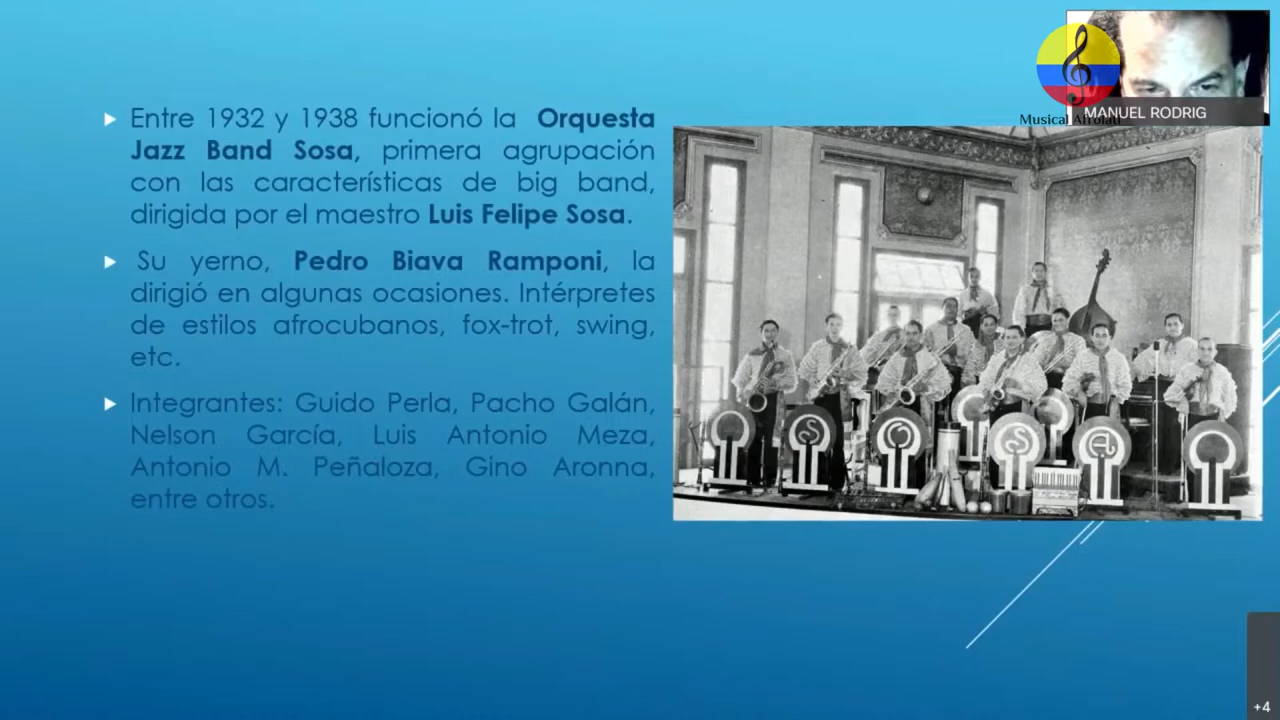 Entre 1932 y 1938 funcionó la Orquesta
Jazz Band Sosa, primera agrupación
con las características de big band,
dirigida por el maestro Luis Felipe Sosa.
Su yerno, Pedro Biava Ramponi, la
dirigió en algunas ocasiones. Intérpretes
de estilos afrocubanos, fox-trot, swing,
etc.
Integrantes: Guido Perla, Pacho Galán,
Nelson García, Luis Antonio Meza,
Antonio M. Peñaloza, Gino Aronna,
entre otros.
MANUEL RODRIG
Musical
S O S A
+4